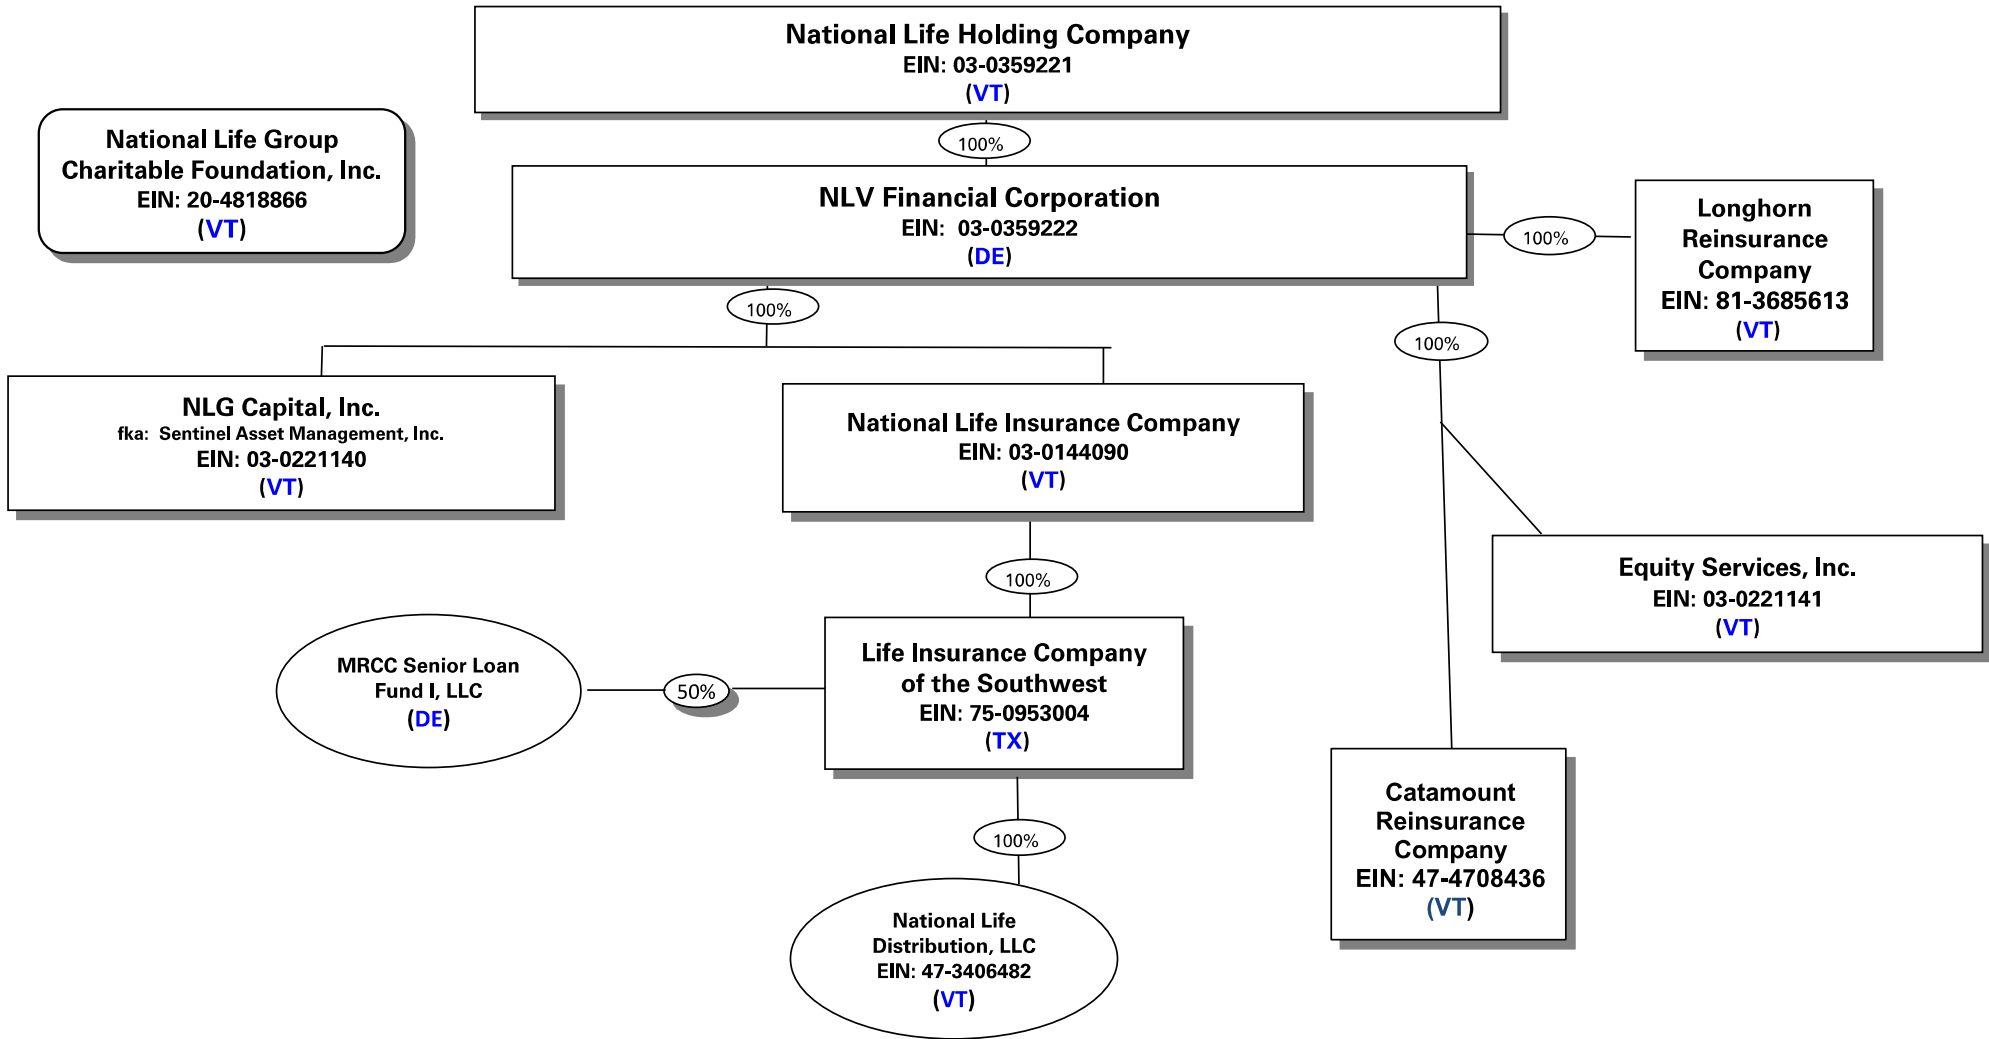 National Life Holding Company
EIN: 03-0359221
(VT)
National Life Group
Charitable Foundation, Inc.
EIN: 20-4818866
(VT)
100%
NLV Financial Corporation
EIN: 03-0359222
(DE)
100%
Longhorn
Reinsurance
Company
EIN: 81-3685613
(VT)
100%
100%
NLG Capital, Inc.
fka: Sentinel Asset Management, Inc.
EIN: 03-0221140
(VT)
National Life Insurance Company
EIN: 03-0144090
(VT)
100%
Equity Services, Inc.
EIN: 03-0221141
(VT)
MRCC Senior Loan
Fund I, LLC
(DE)
50%
Life Insurance Company
of the Southwest
EIN: 75-0953004
(TX)
100%
Catamount
Reinsurance
Company
EIN: 47-4708436
(VT)
National Life
Distribution, LLC
EIN: 47-3406482
(VT)